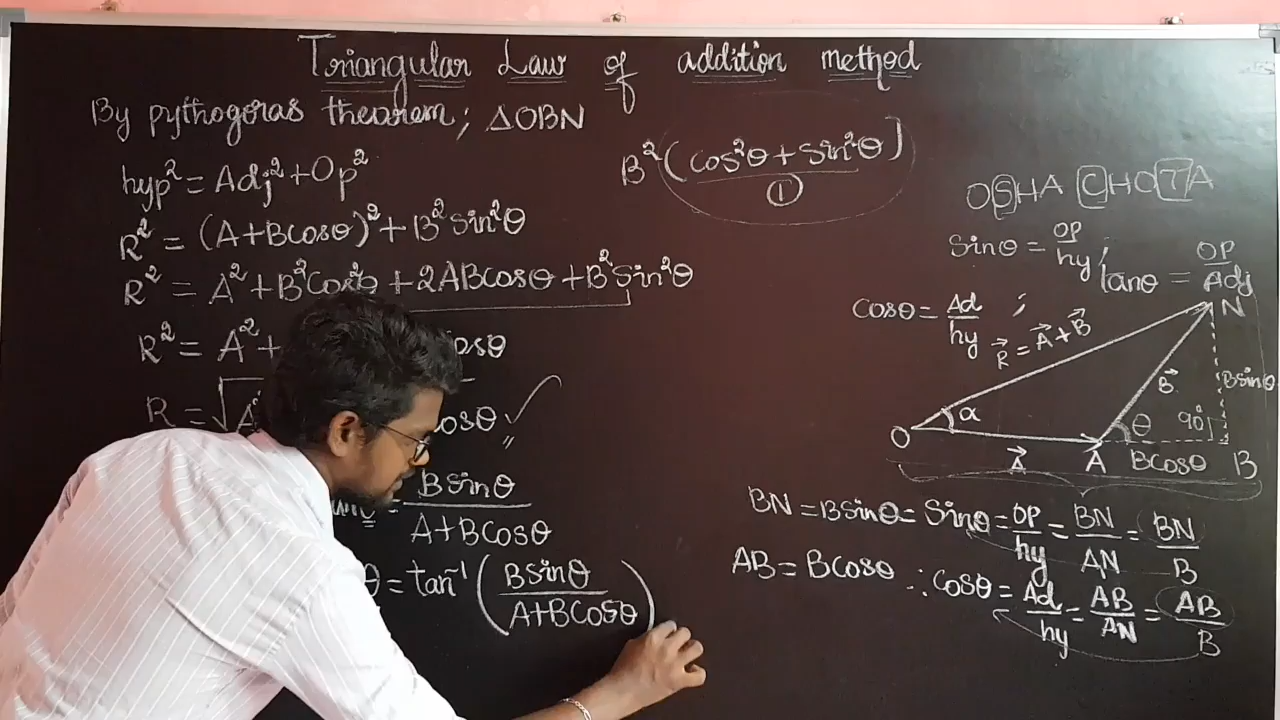 Triangular Law of addition method
By pythogoras theorem; △OBN
hyp² = Adj² + Op²
R² = (A+Bcosθ)² + B²Sin²θ
R² = A² + B²Cos²θ + 2ABcosθ + B²Sin²θ
R² = A² + osθ
R = √A² cosθ ✓
BSinθ
A+BCosθ
θ = tan⁻¹ (BSinθ / A+BCosθ)
B² (Cos²θ + Sin²θ)
①
OSHA CHOTA
Sinθ = OP/hy ;
tanθ = OP/Adj
Cosθ = Ad/hy ;
R⃗ = A⃗ + B⃗
N
B⃗
BSinθ
α
θ
90°
O
A⃗
A
BCosθ
B
BN = BSinθ = Sinθ = OP/hy = BN/AN = BN/B
AB = BCosθ ∴ Cosθ = Ad/hy = AB/AN = AB/B